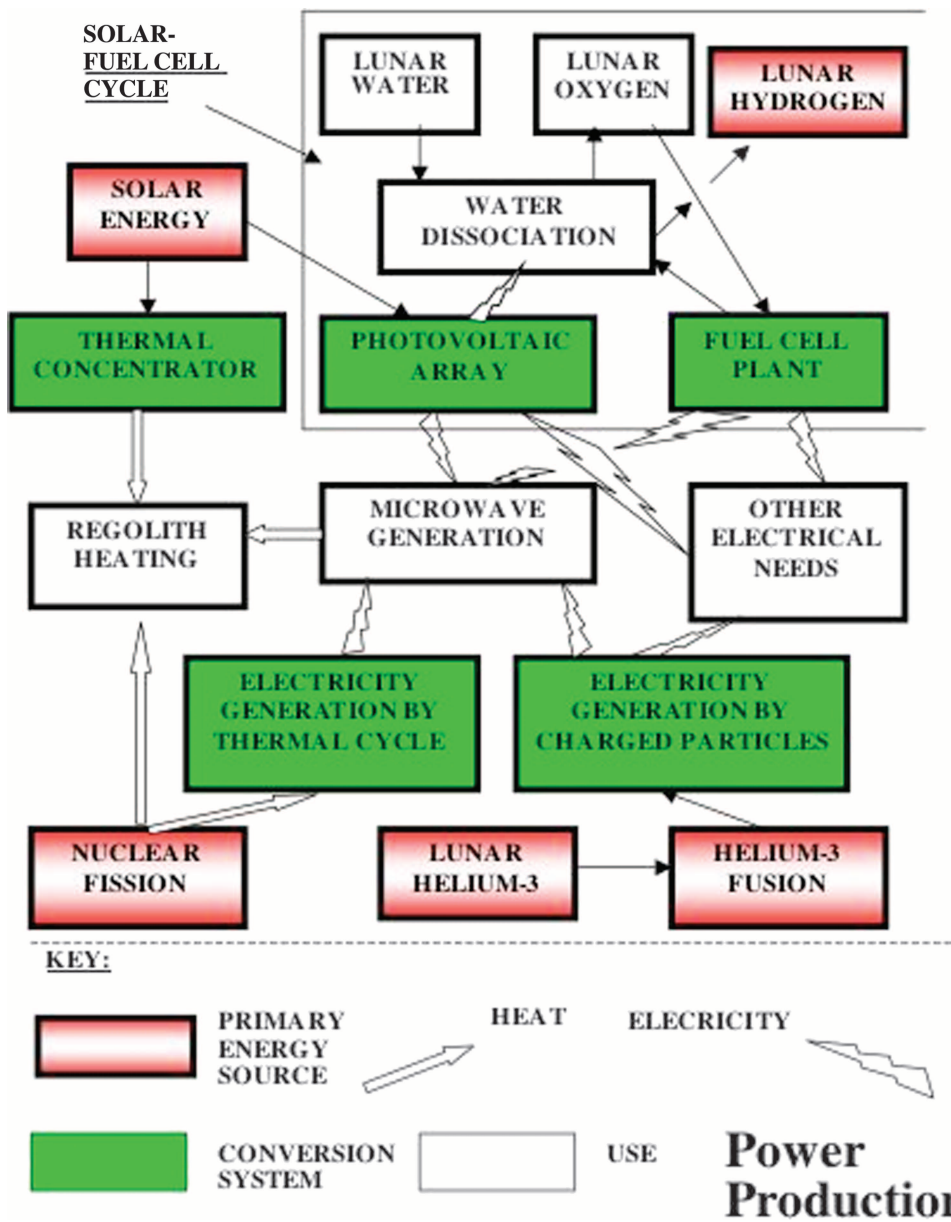 SOLAR-
FUEL CELL
CYCLE
LUNAR
WATER
LUNAR
OXYGEN
LUNAR
HYDROGEN
SOLAR
ENERGY
WATER
DISSOCIATION
THERMAL
CONCENTRATOR
PHOTOVOLTAIC
ARRAY
FUEL CELL
PLANT
REGOLITH
HEATING
MICROWAVE
GENERATION
OTHER
ELECTRICAL
NEEDS
ELECTRICITY
GENERATION BY
THERMAL CYCLE
ELECTRICITY
GENERATION BY
CHARGED PARTICLES
NUCLEAR
FISSION
LUNAR
HELIUM-3
HELIUM-3
FUSION
KEY:
PRIMARY
ENERGY
SOURCE
HEAT
ELECRICITY
CONVERSION
SYSTEM
USE
Power
Production